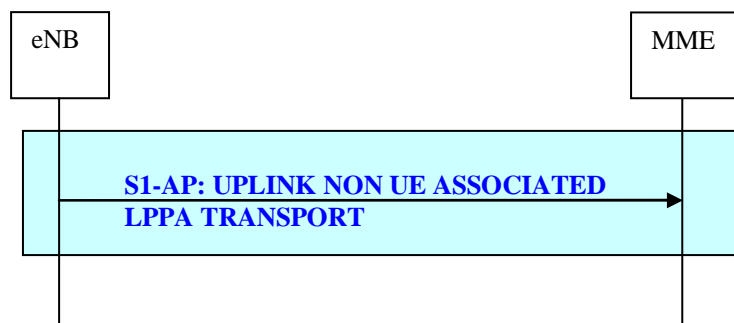 eNB
MME
S1-AP: UPLINK NON UE ASSOCIATED
LPPA TRANSPORT